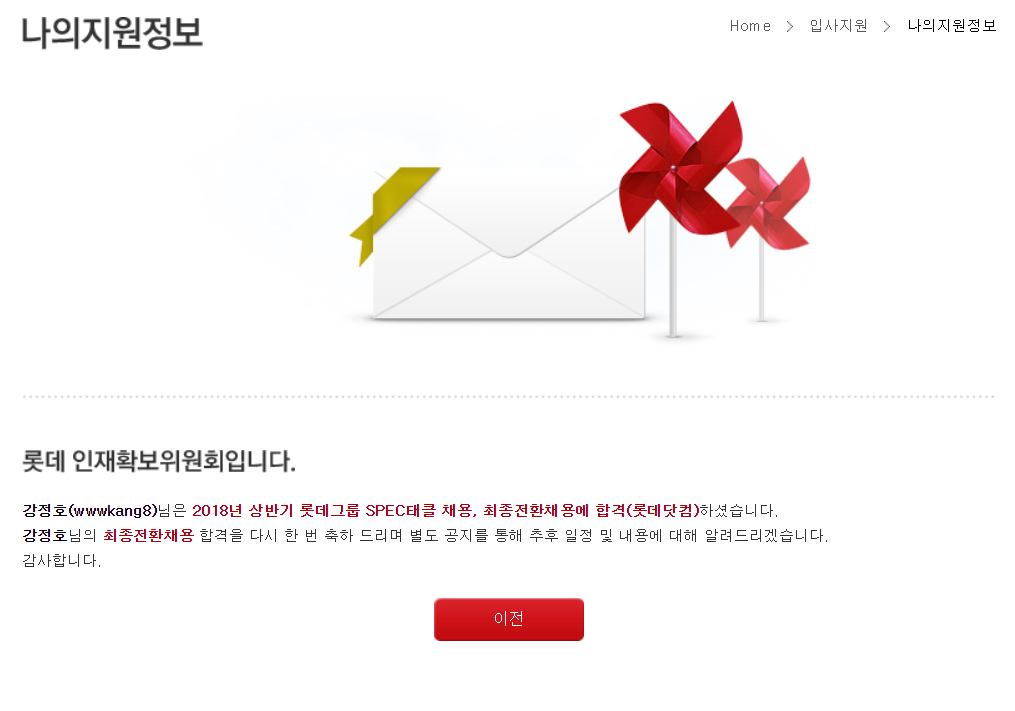 나의지원정보
Home > 입사지원 > 나의지원정보
롯데 인재확보위원회입니다.
강정호(wwwkang8)님은 2018년 상반기 롯데그룹 SPEC태클 채용, 최종전환채용에 합격(롯데닷컴)하셨습니다.
강정호님의 최종전환채용 합격을 다시 한 번 축하 드리며 별도 공지를 통해 추후 일정 및 내용에 대해 알려드리겠습니다.
감사합니다.
이전